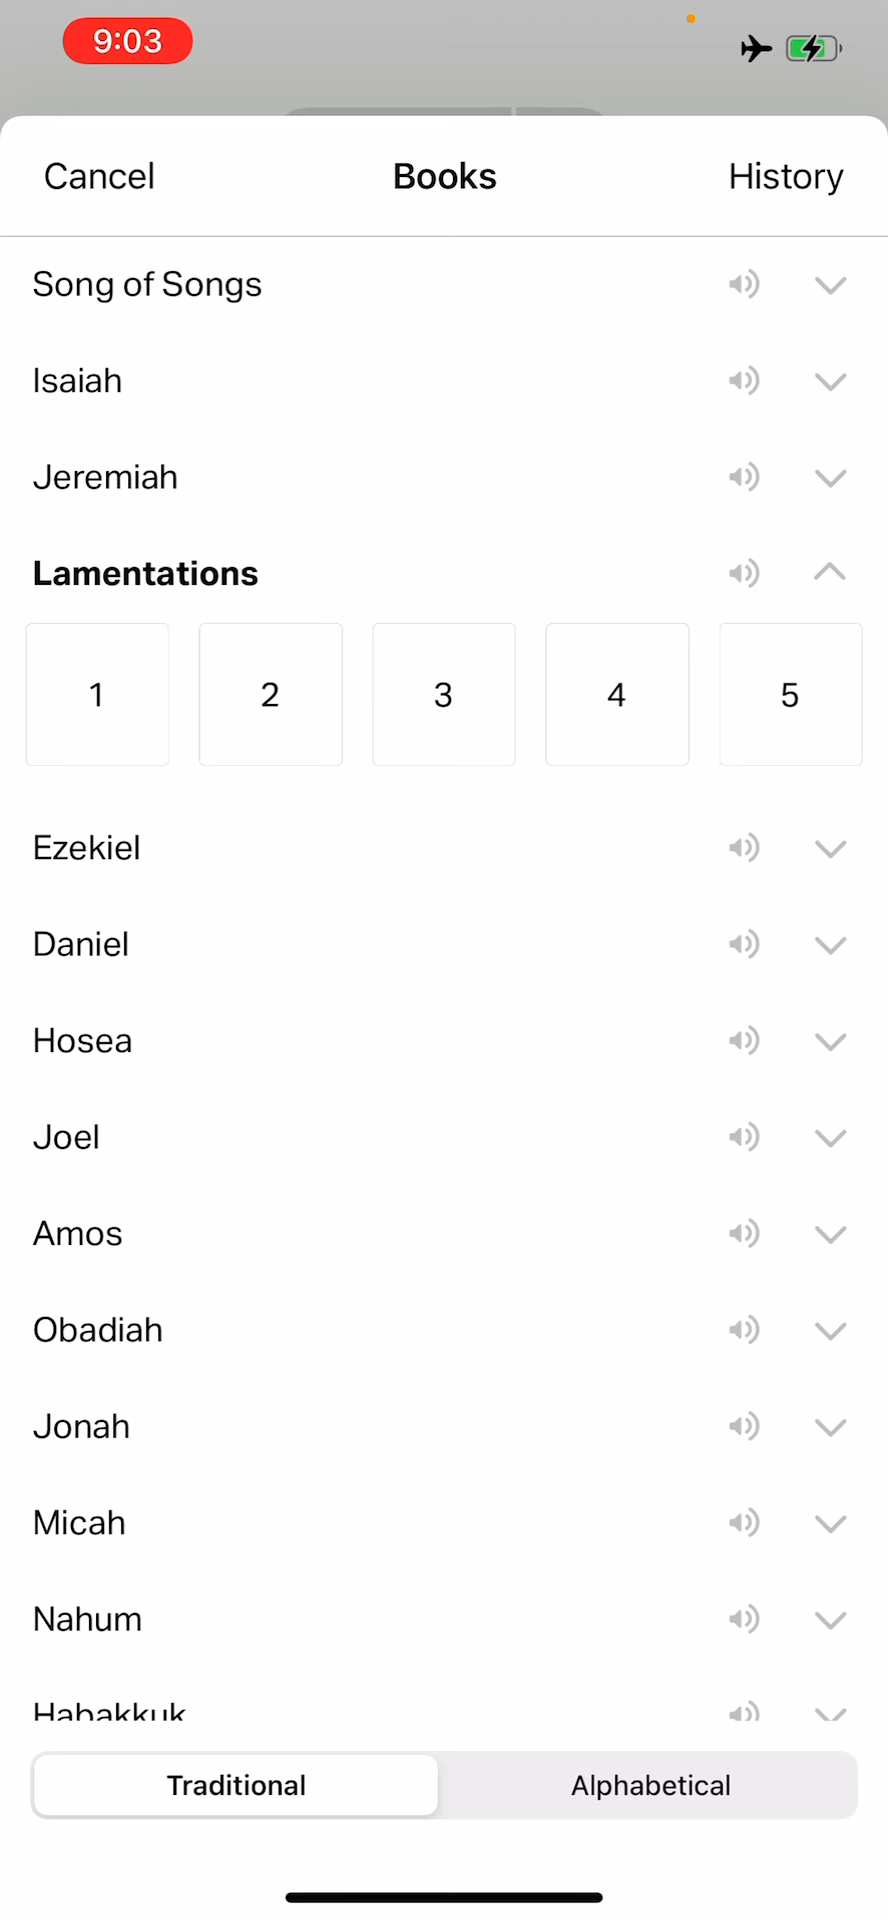 9:03
Cancel Books History
Song of Songs
Isaiah
Jeremiah
Lamentations
1 2 3 4 5
Ezekiel
Daniel
Hosea
Joel
Amos
Obadiah
Jonah
Micah
Nahum
Habakkuk
Traditional Alphabetical